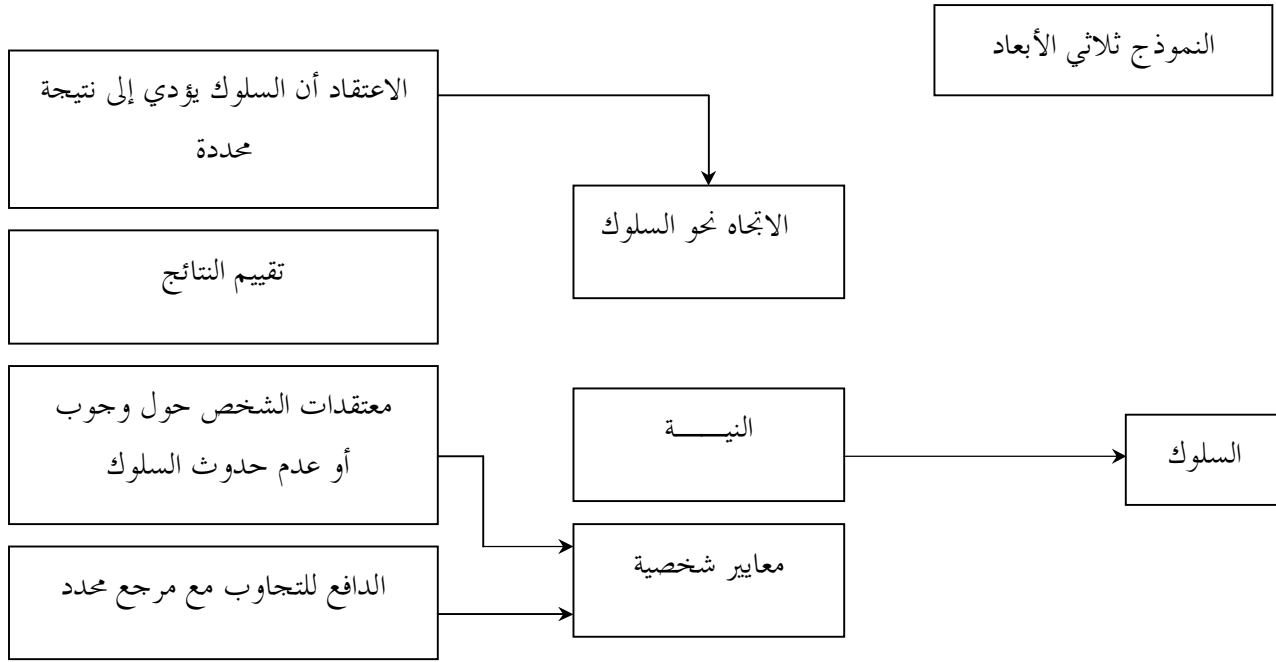 النموذج ثلاثي الأبعاد
الاعتقاد أن السلوك يؤدي إلى نتيجة
محددة
الاتجاه نحو السلوك
تقييم النتائج
معتقدات الشخص حول وجوب
أو عدم حدوث السلوك
النيـــــة
السلوك
معايير شخصية
الدافع للتجاوب مع مرجع محدد